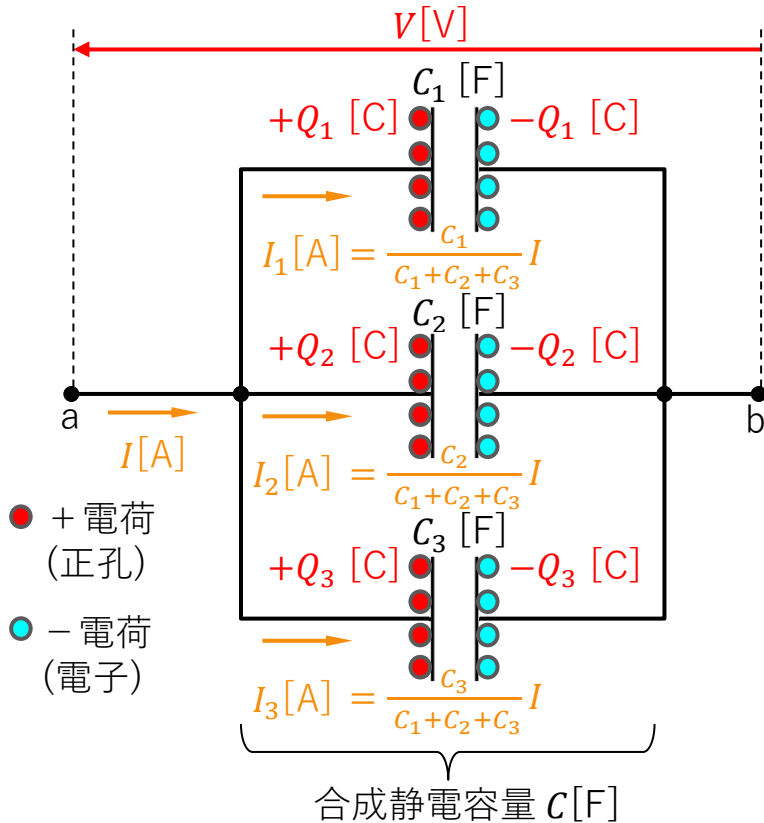 V[V]
C₁ [F]
+Q₁ [C] −Q₁ [C]
I₁[A] = C₁/(C₁+C₂+C₃) I
C₂ [F]
+Q₂ [C] −Q₂ [C]
a b
I[A]
I₂[A] = C₂/(C₁+C₂+C₃) I
C₃ [F]
+Q₃ [C] −Q₃ [C]
＋電荷
(正孔)
－電荷
(電子)
I₃[A] = C₃/(C₁+C₂+C₃) I
合成静電容量 C[F]